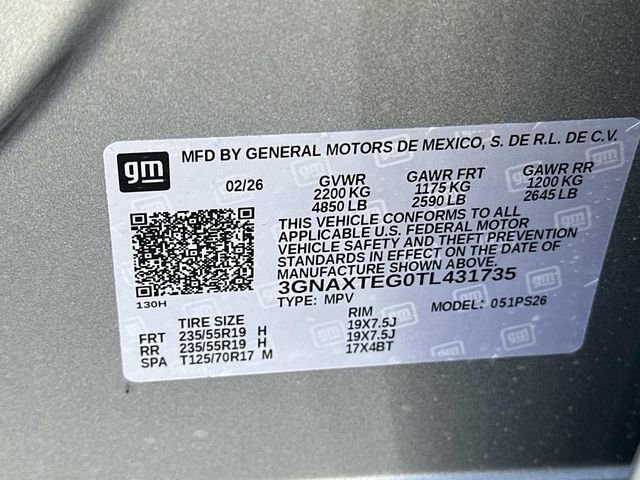 gm MFD BY GENERAL MOTORS DE MEXICO, S. DE R.L. DE C.V.
02/26 GVWR GAWR FRT GAWR RR
2200 KG 1175 KG 1200 KG
4850 LB 2590 LB 2645 LB
THIS VEHICLE CONFORMS TO ALL
APPLICABLE U.S. FEDERAL MOTOR
VEHICLE SAFETY AND THEFT PREVENTION
STANDARDS IN EFFECT ON THE DATE OF
MANUFACTURE SHOWN ABOVE.
3GNAXTEG0TL431735
130H TYPE: MPV MODEL: 051PS26
TIRE SIZE RIM
FRT 235/55R19 H 19X7.5J
RR 235/55R19 H 19X7.5J
SPA T125/70R17 M 17X4BT